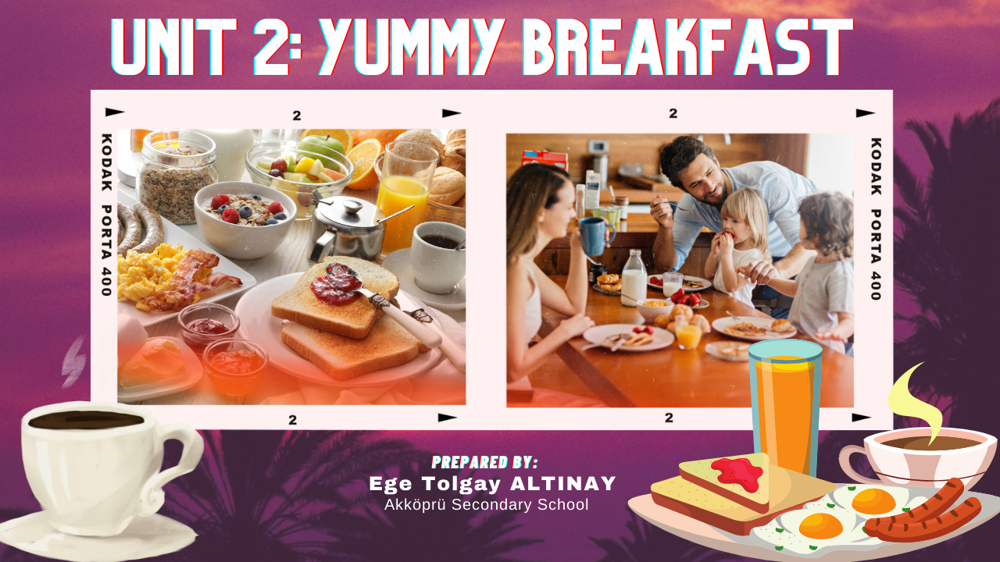 UNIT 2: YUMMY BREAKFAST
2
2
KODAK PORTA 400
KODAK PORTA 400
2
2
PREPARED BY:
Ege Tolgay ALTINAY
Akköprü Secondary School